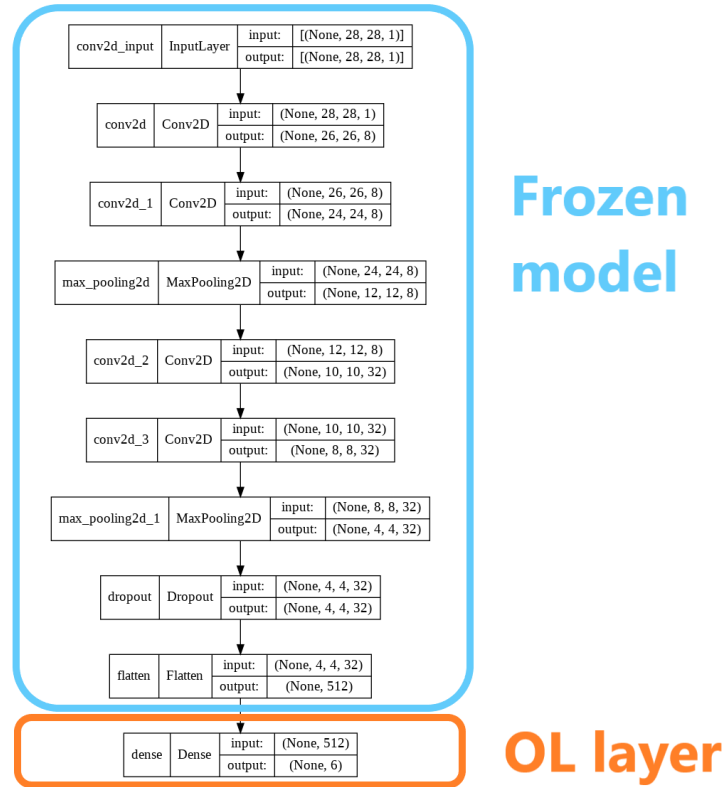 conv2d_input InputLayer input: [(None, 28, 28, 1)]
output: [(None, 28, 28, 1)]
conv2d Conv2D input: (None, 28, 28, 1)
output: (None, 26, 26, 8)
conv2d_1 Conv2D input: (None, 26, 26, 8)
output: (None, 24, 24, 8)
max_pooling2d MaxPooling2D input: (None, 24, 24, 8)
output: (None, 12, 12, 8)
conv2d_2 Conv2D input: (None, 12, 12, 8)
output: (None, 10, 10, 32)
conv2d_3 Conv2D input: (None, 10, 10, 32)
output: (None, 8, 8, 32)
max_pooling2d_1 MaxPooling2D input: (None, 8, 8, 32)
output: (None, 4, 4, 32)
dropout Dropout input: (None, 4, 4, 32)
output: (None, 4, 4, 32)
flatten Flatten input: (None, 4, 4, 32)
output: (None, 512)
Frozen
model
dense Dense input: (None, 512)
output: (None, 6)
OL layer